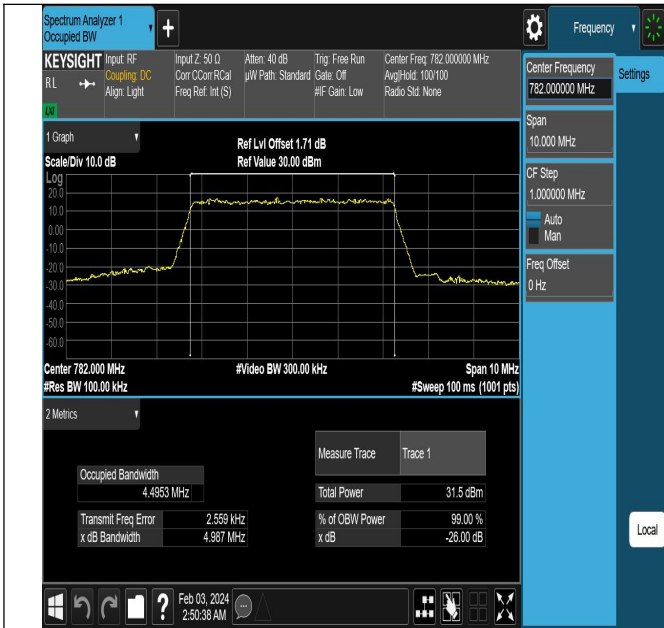 Spectrum Analyzer 1
Occupied BW
+
Frequency
KEYSIGHT
RL
LXI
Input: RF
Coupling: DC
Align: Light
Input Z: 50 Ω
Corr CCorr RCal
Freq Ref: Int (S)
Atten: 40 dB
µW Path: Standard
Trig: Free Run
Gate: Off
#IF Gain: Low
Center Freq: 782.000000 MHz
Avg|Hold: 100/100
Radio Std: None
Center Frequency
782.000000 MHz
Settings
Span
10.000 MHz
CF Step
1.000000 MHz
Auto
Man
Freq Offset
0 Hz
1 Graph
Scale/Div 10.0 dB
Ref Lvl Offset 1.71 dB
Ref Value 30.00 dBm
Log
20.0
10.0
0.00
-10.0
-20.0
-30.0
-40.0
-50.0
-60.0
Center 782.000 MHz
#Video BW 300.00 kHz
Span 10 MHz
#Res BW 100.00 kHz
#Sweep 100 ms (1001 pts)
2 Metrics
Measure Trace
Trace 1
Occupied Bandwidth
4.4953 MHz
Total Power
31.5 dBm
Transmit Freq Error
2.559 kHz
% of OBW Power
99.00 %
x dB Bandwidth
4.987 MHz
x dB
-26.00 dB
Local
?
Feb 03, 2024
2:50:38 AM